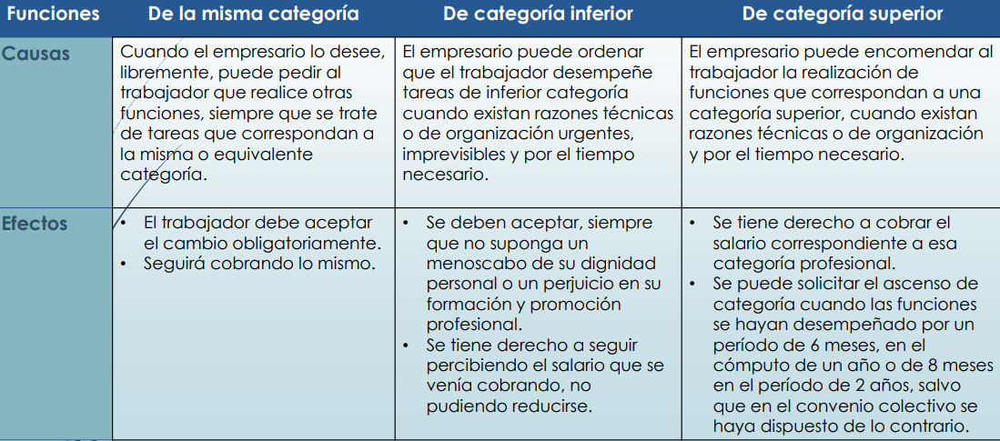 Funciones
De la misma categoría
De categoría inferior
De categoría superior
Causas
Cuando el empresario lo desee,
libremente, puede pedir al
trabajador que realice otras
funciones, siempre que se trate
de tareas que correspondan a
la misma o equivalente
categoría.
El empresario puede ordenar
que el trabajador desempeñe
tareas de inferior categoría
cuando existan razones técnicas
o de organización urgentes,
imprevisibles y por el tiempo
necesario.
El empresario puede encomendar al
trabajador la realización de
funciones que correspondan a una
categoría superior, cuando existan
razones técnicas o de organización
y por el tiempo necesario.
Efectos
• El trabajador debe aceptar
el cambio obligatoriamente.
• Seguirá cobrando lo mismo.
• Se deben aceptar, siempre
que no suponga un
menoscabo de su dignidad
personal o un perjuicio en su
formación y promoción
profesional.
• Se tiene derecho a seguir
percibiendo el salario que se
venía cobrando, no
pudiendo reducirse.
• Se tiene derecho a cobrar el
salario correspondiente a esa
categoría profesional.
• Se puede solicitar el ascenso de
categoría cuando las funciones
se hayan desempeñado por un
período de 6 meses, en el
cómputo de un año o de 8 meses
en el período de 2 años, salvo
que en el convenio colectivo se
haya dispuesto de lo contrario.